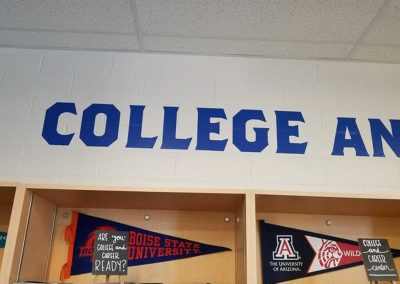 COLLEGE AN
ARE you
COLLEGE and
CAREER
READY?
BOISE STATE
UNIVERSITY
A
THE UNIVERSITY
OF ARIZONA
WILD
COLLEGE and
CAREER
center